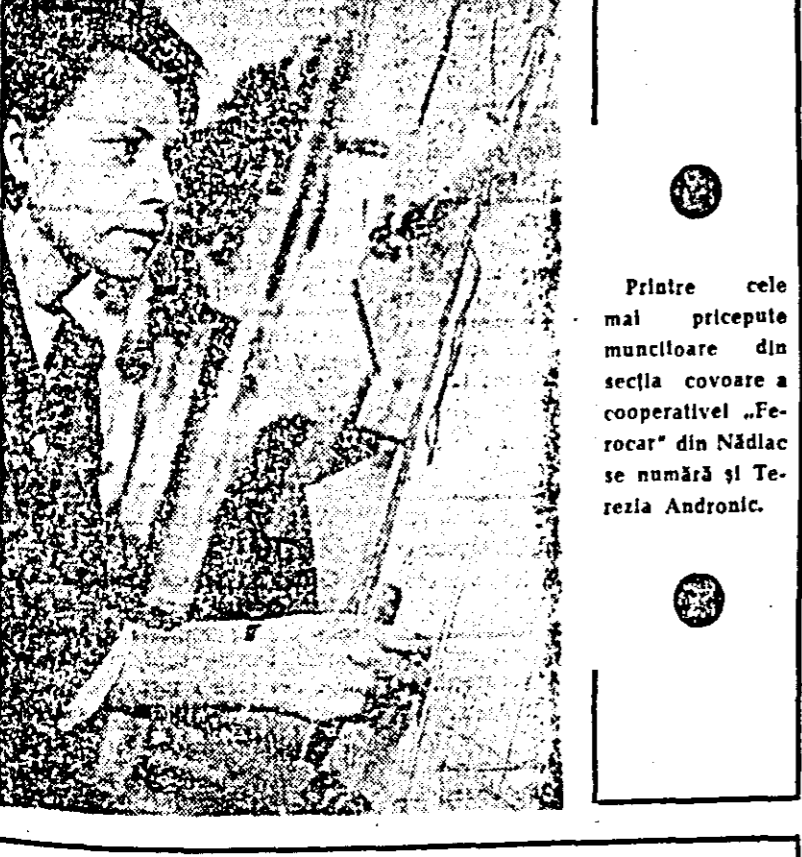 Printre cele
mai pricepute
muncitoare din
secția covoare a
cooperativei „Fe-
rocar" din Nădlac
se numără și Te-
rezia Andronic.